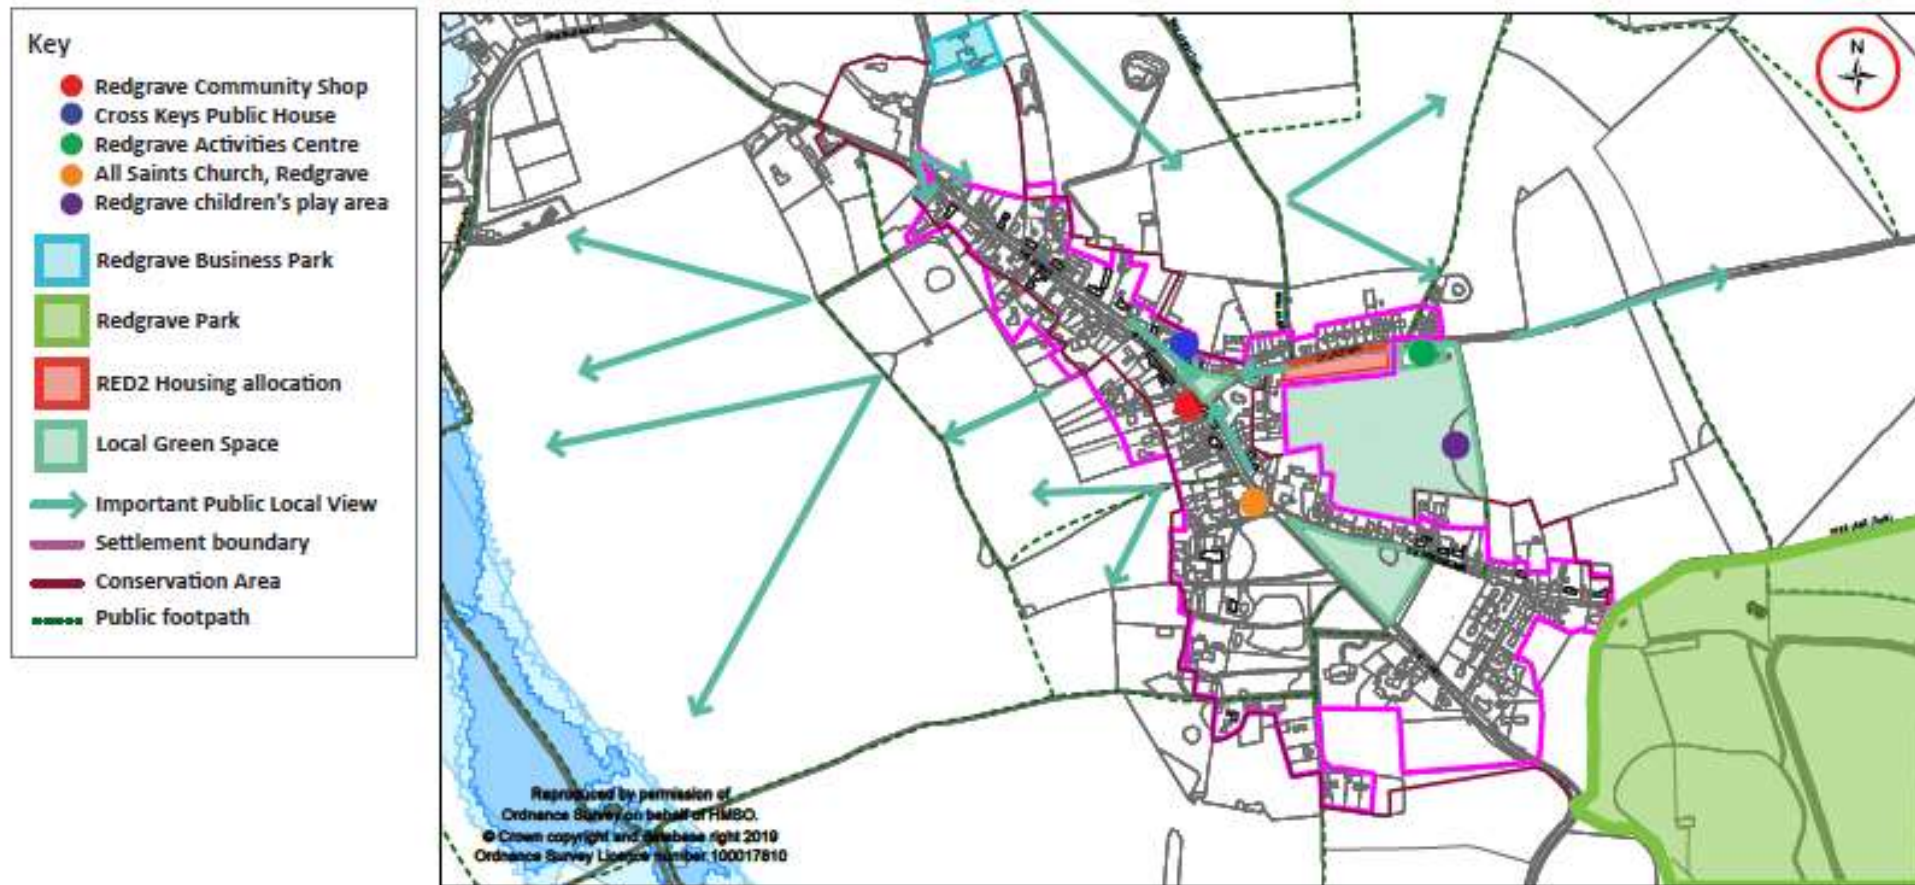 Key
Redgrave Community Shop
Cross Keys Public House
Redgrave Activities Centre
All Saints Church, Redgrave
Redgrave children's play area
Redgrave Business Park
Redgrave Park
RED2 Housing allocation
Local Green Space
Important Public Local View
Settlement boundary
Conservation Area
Public footpath
N
Reproduced by permission of
Ordnance Survey on behalf of HMSO.
© Crown copyright and database right 2019
Ordnance Survey Licence number 100017810